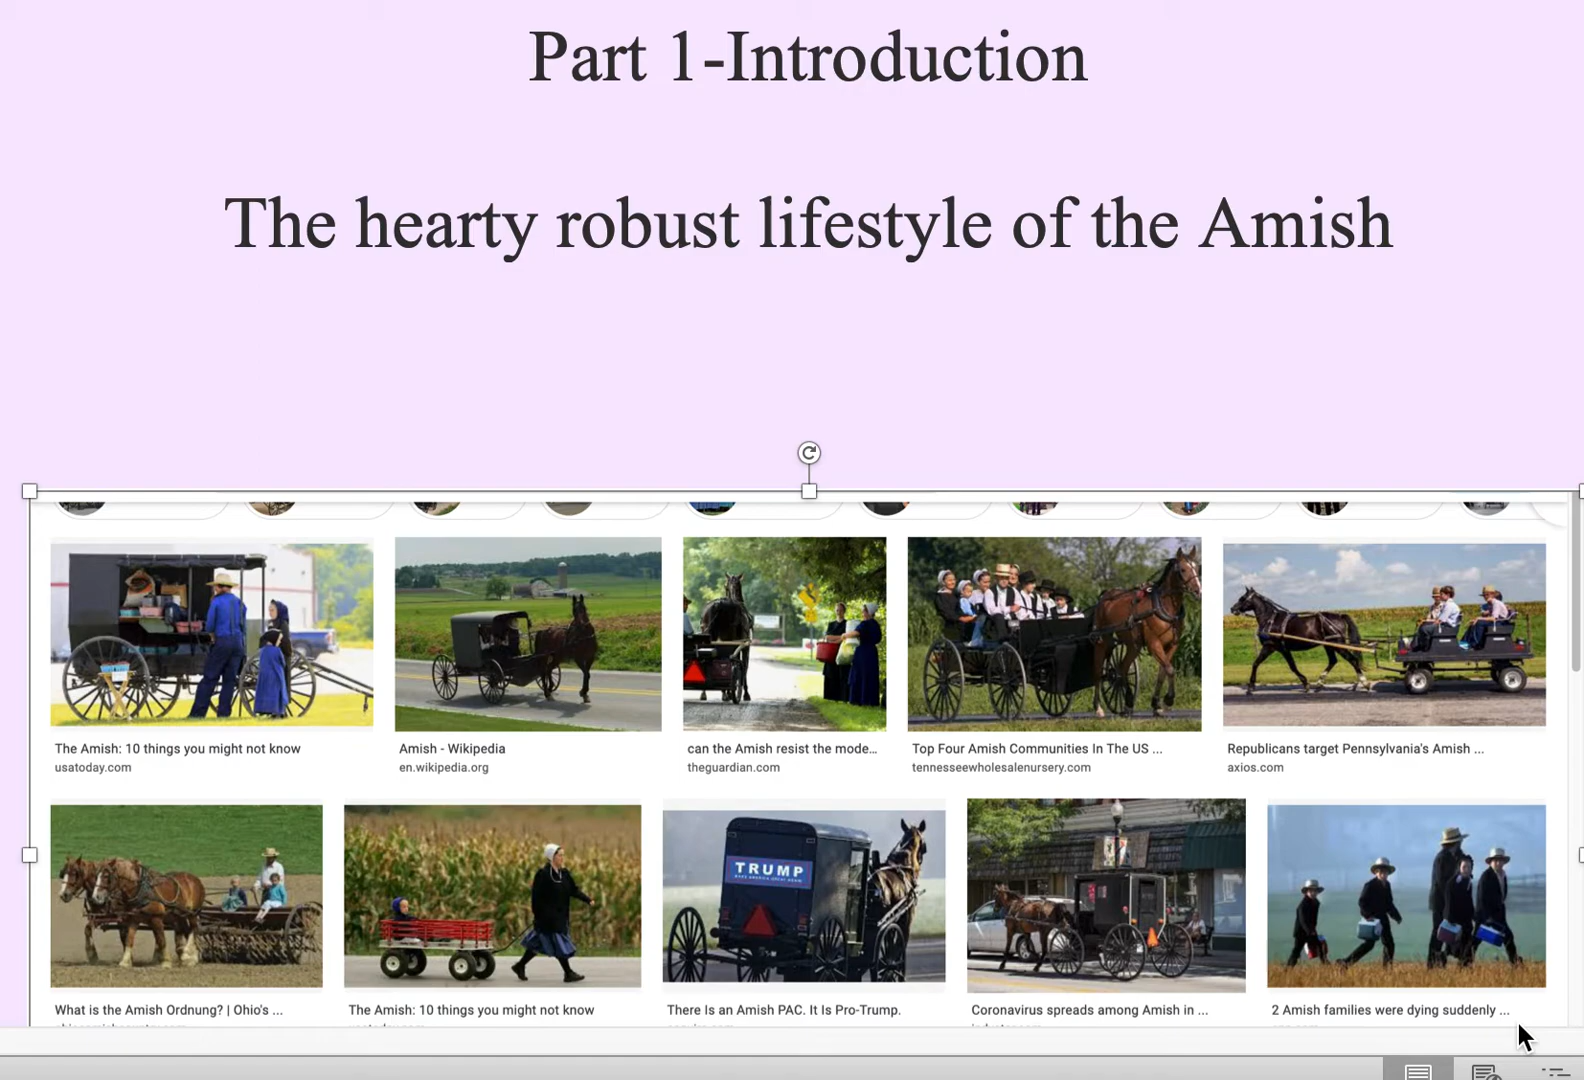 Part 1-Introduction
The hearty robust lifestyle of the Amish
The Amish: 10 things you might not know
usatoday.com
Amish - Wikipedia
en.wikipedia.org
can the Amish resist the mode...
theguardian.com
Top Four Amish Communities In The US ...
tennesseewholesalenursery.com
Republicans target Pennsylvania's Amish ...
axios.com
TRUMP
What is the Amish Ordnung? | Ohio's ...
The Amish: 10 things you might not know
There Is an Amish PAC. It Is Pro-Trump.
Coronavirus spreads among Amish in ...
2 Amish families were dying suddenly ...